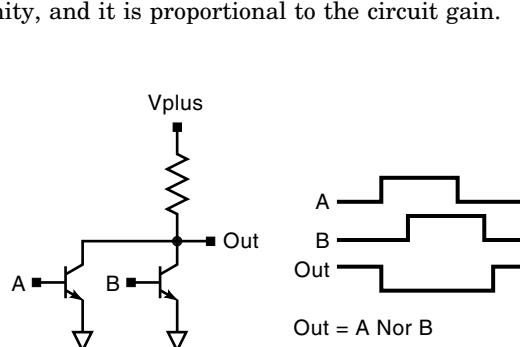 nity, and it is proportional to the circuit gain.
Vplus
Out
A
B
A
B
Out
Out = A Nor B